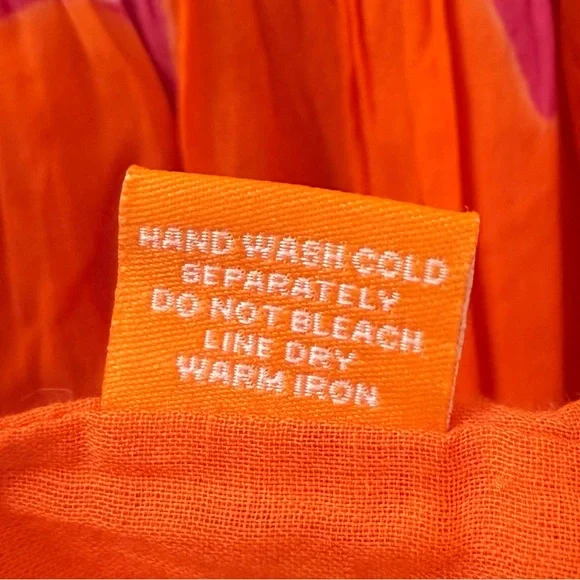 HAND WASH COLD
SEPARATELY
DO NOT BLEACH
LINE DRY
WARM IRON